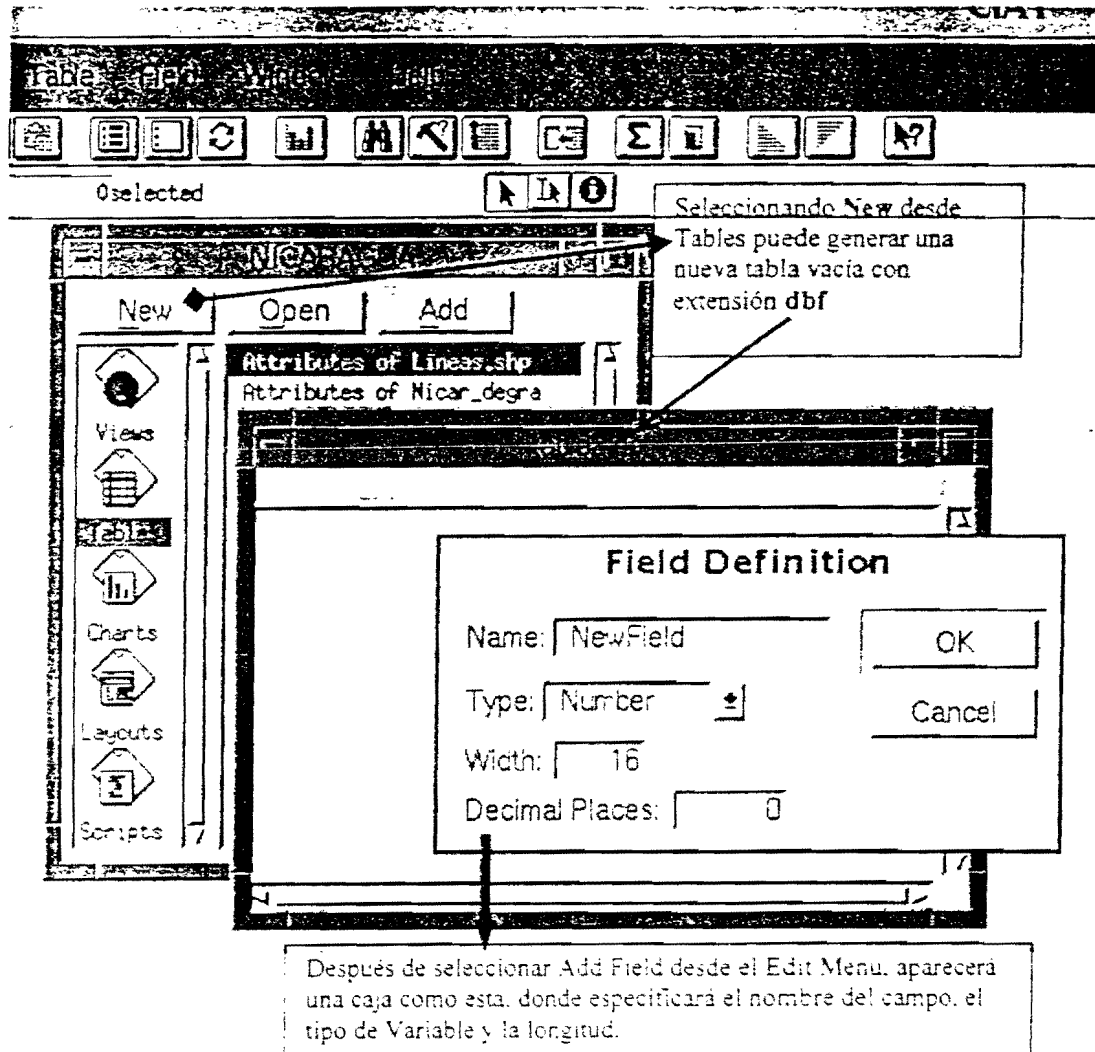 CIAT
Table Field Window Help
0selected
Seleccionando New desde
Tables puede generar una
nueva tabla vacía con
extensión dbf
NICARAGUA
New Open Add
Attributes of Lineas.shp
Attributes of Nicar_degra
Views
Tables
Charts
Layouts
Scripts
Field Definition
Name: NewField
OK
Type: Number
Cancel
Width: 16
Decimal Places: 0
Después de seleccionar Add Field desde el Edit Menu, aparecerá
una caja como esta, donde especificará el nombre del campo, el
tipo de Variable y la longitud.